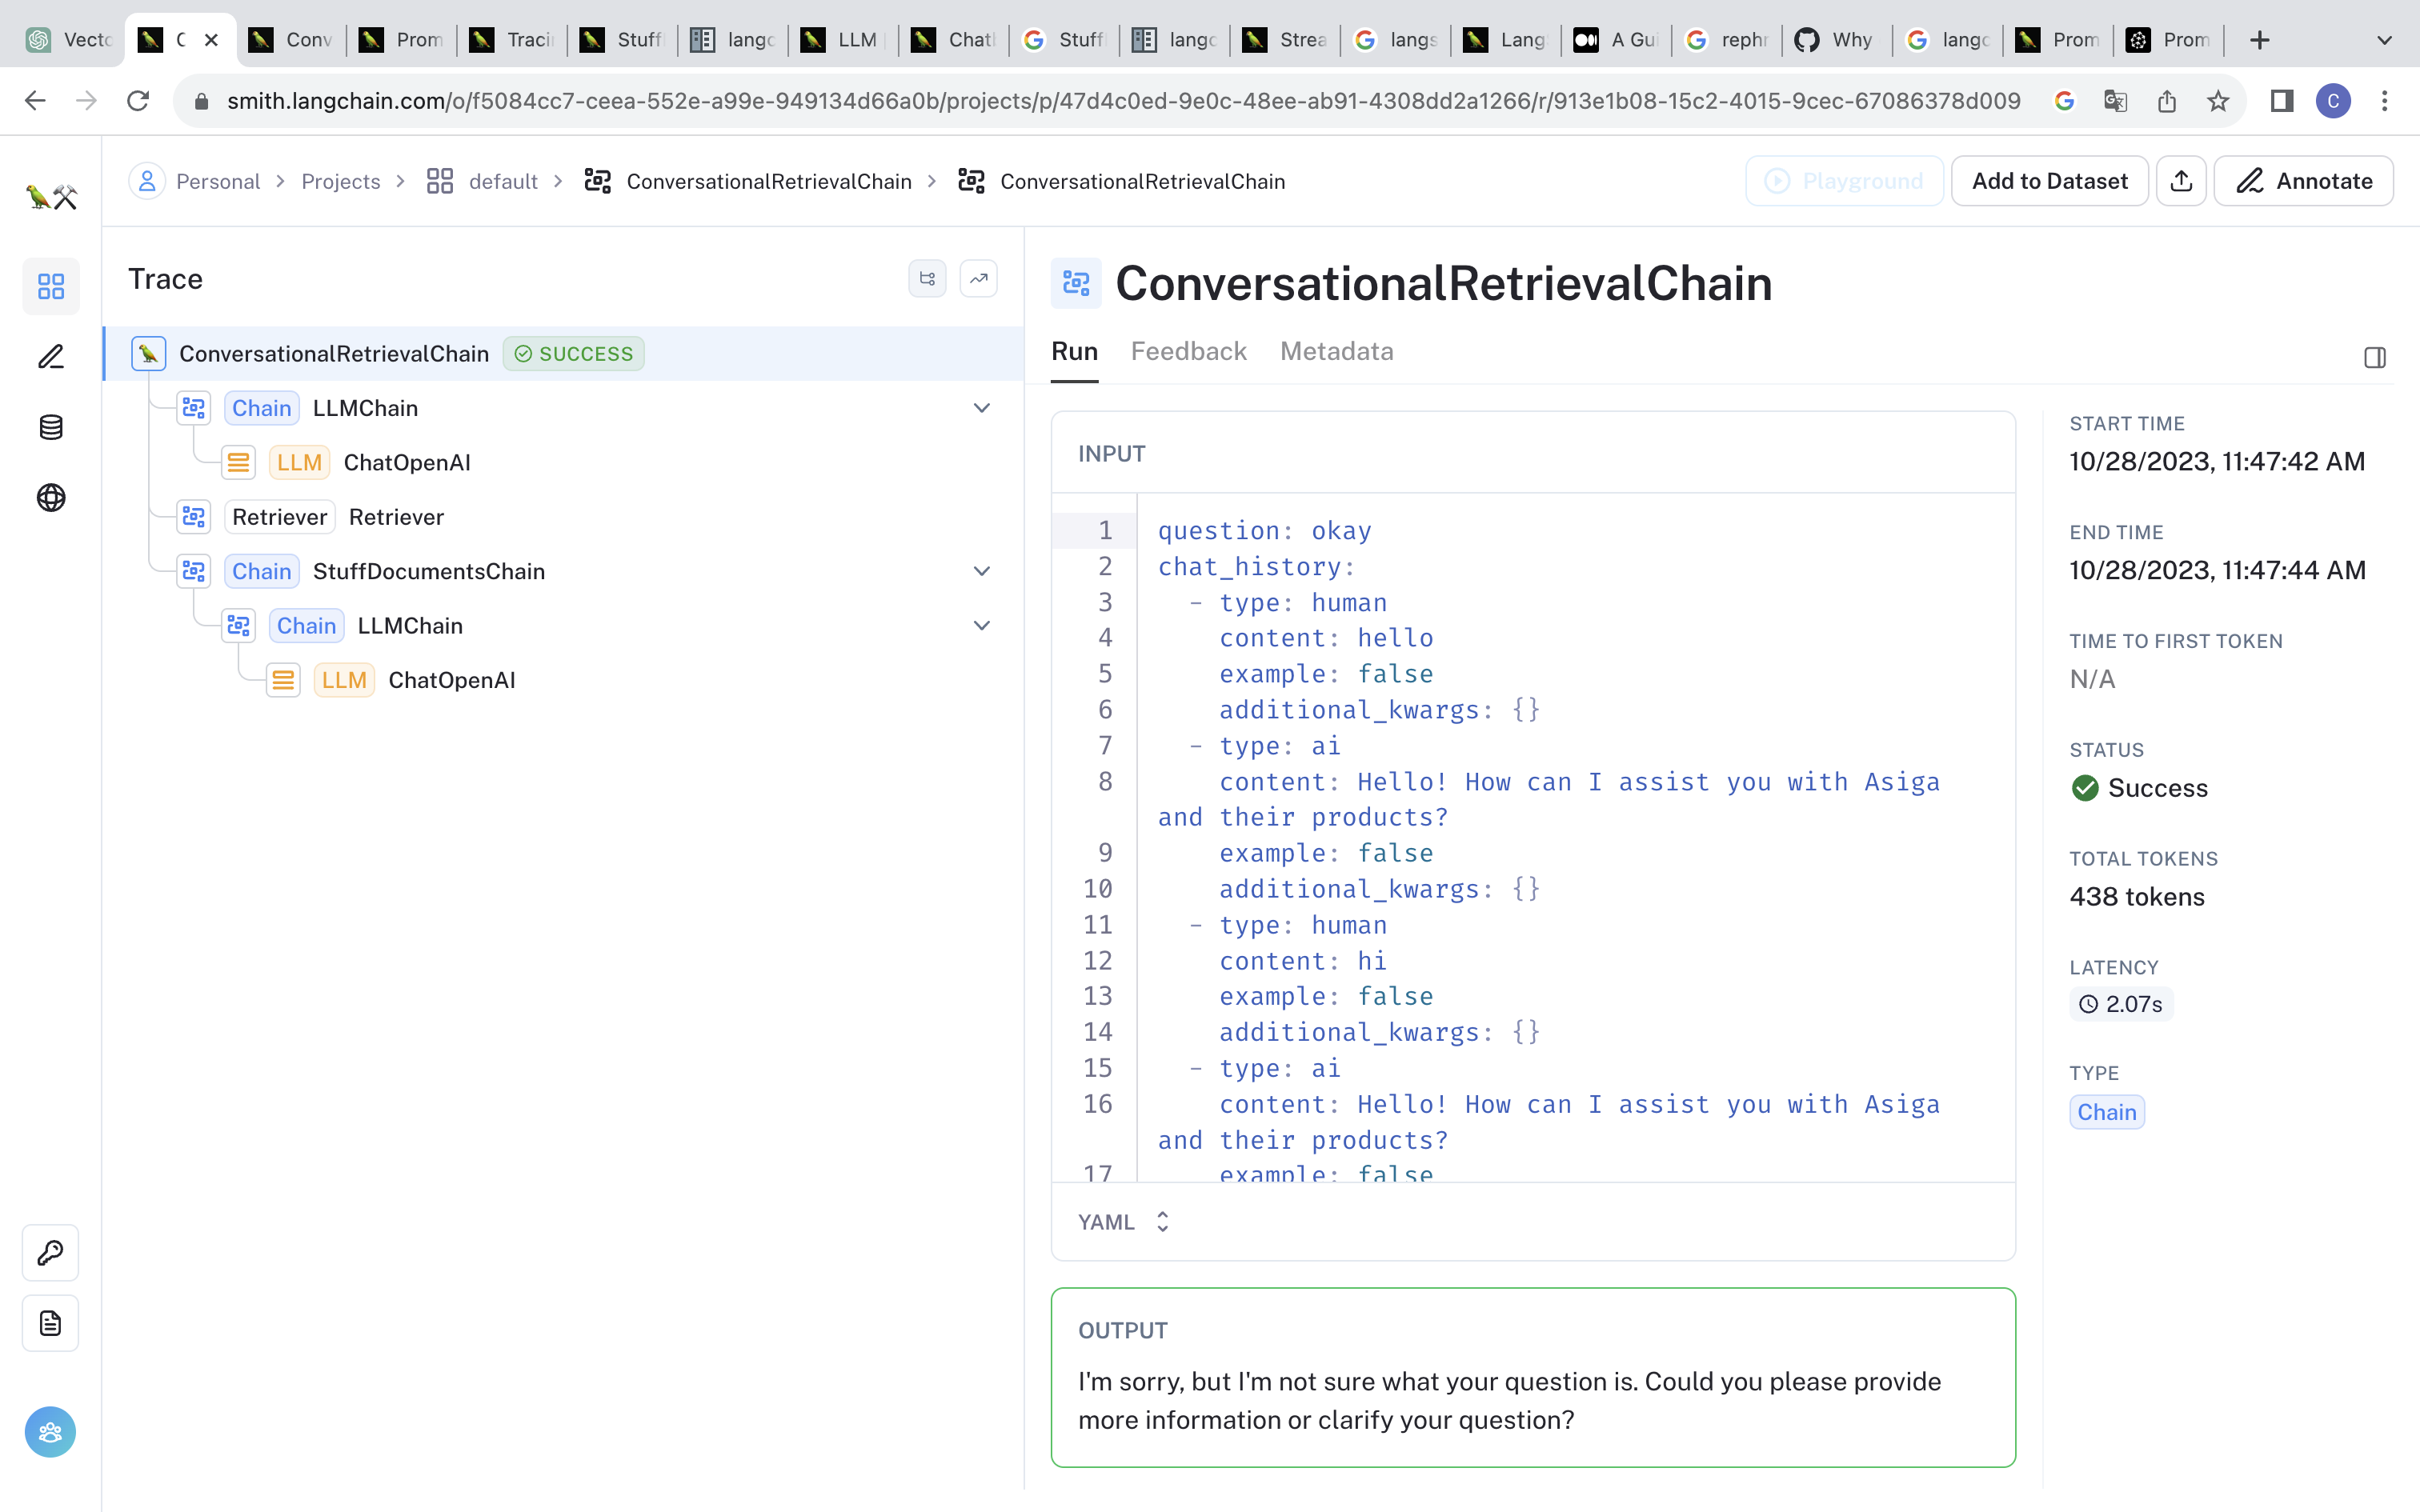 Vecto
C
Conv
Prom
Tracin
Stuff
langc
LLM
Chatl
Stuff
langc
Strea
langs
Lang
A Gui
rephr
Why
langc
Prom
Prom
smith.langchain.com/o/f5084cc7-ceea-552e-a99e-949134d66a0b/projects/p/47d4c0ed-9e0c-48ee-ab91-4308dd2a1266/r/913e1b08-15c2-4015-9cec-67086378d009
C
Personal
Projects
default
ConversationalRetrievalChain
ConversationalRetrievalChain
Playground
Add to Dataset
Annotate
Trace
ConversationalRetrievalChain SUCCESS
Chain LLMChain
LLM ChatOpenAI
Retriever Retriever
Chain StuffDocumentsChain
Chain LLMChain
LLM ChatOpenAI
ConversationalRetrievalChain
Run Feedback Metadata
INPUT
1 question: okay
2 chat_history:
3 - type: human
4 content: hello
5 example: false
6 additional_kwargs: {}
7 - type: ai
8 content: Hello! How can I assist you with Asiga
and their products?
9 example: false
10 additional_kwargs: {}
11 - type: human
12 content: hi
13 example: false
14 additional_kwargs: {}
15 - type: ai
16 content: Hello! How can I assist you with Asiga
and their products?
17 example: false
YAML
OUTPUT
I'm sorry, but I'm not sure what your question is. Could you please provide
more information or clarify your question?
START TIME
10/28/2023, 11:47:42 AM
END TIME
10/28/2023, 11:47:44 AM
TIME TO FIRST TOKEN
N/A
STATUS
Success
TOTAL TOKENS
438 tokens
LATENCY
2.07s
TYPE
Chain